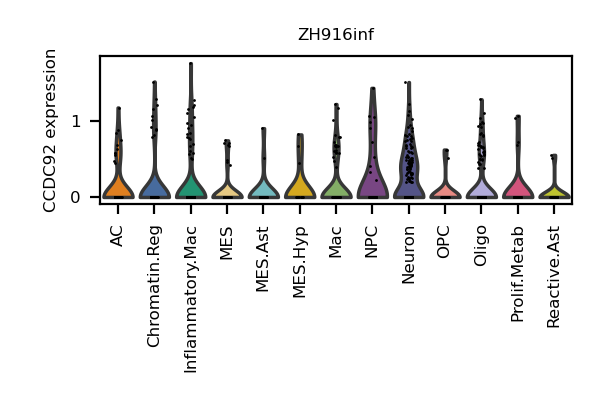 ZH916inf
CCDC92 expression
1
0
AC
Chromatin.Reg
Inflammatory.Mac
MES
MES.Ast
MES.Hyp
Mac
NPC
Neuron
OPC
Oligo
Prolif.Metab
Reactive.Ast